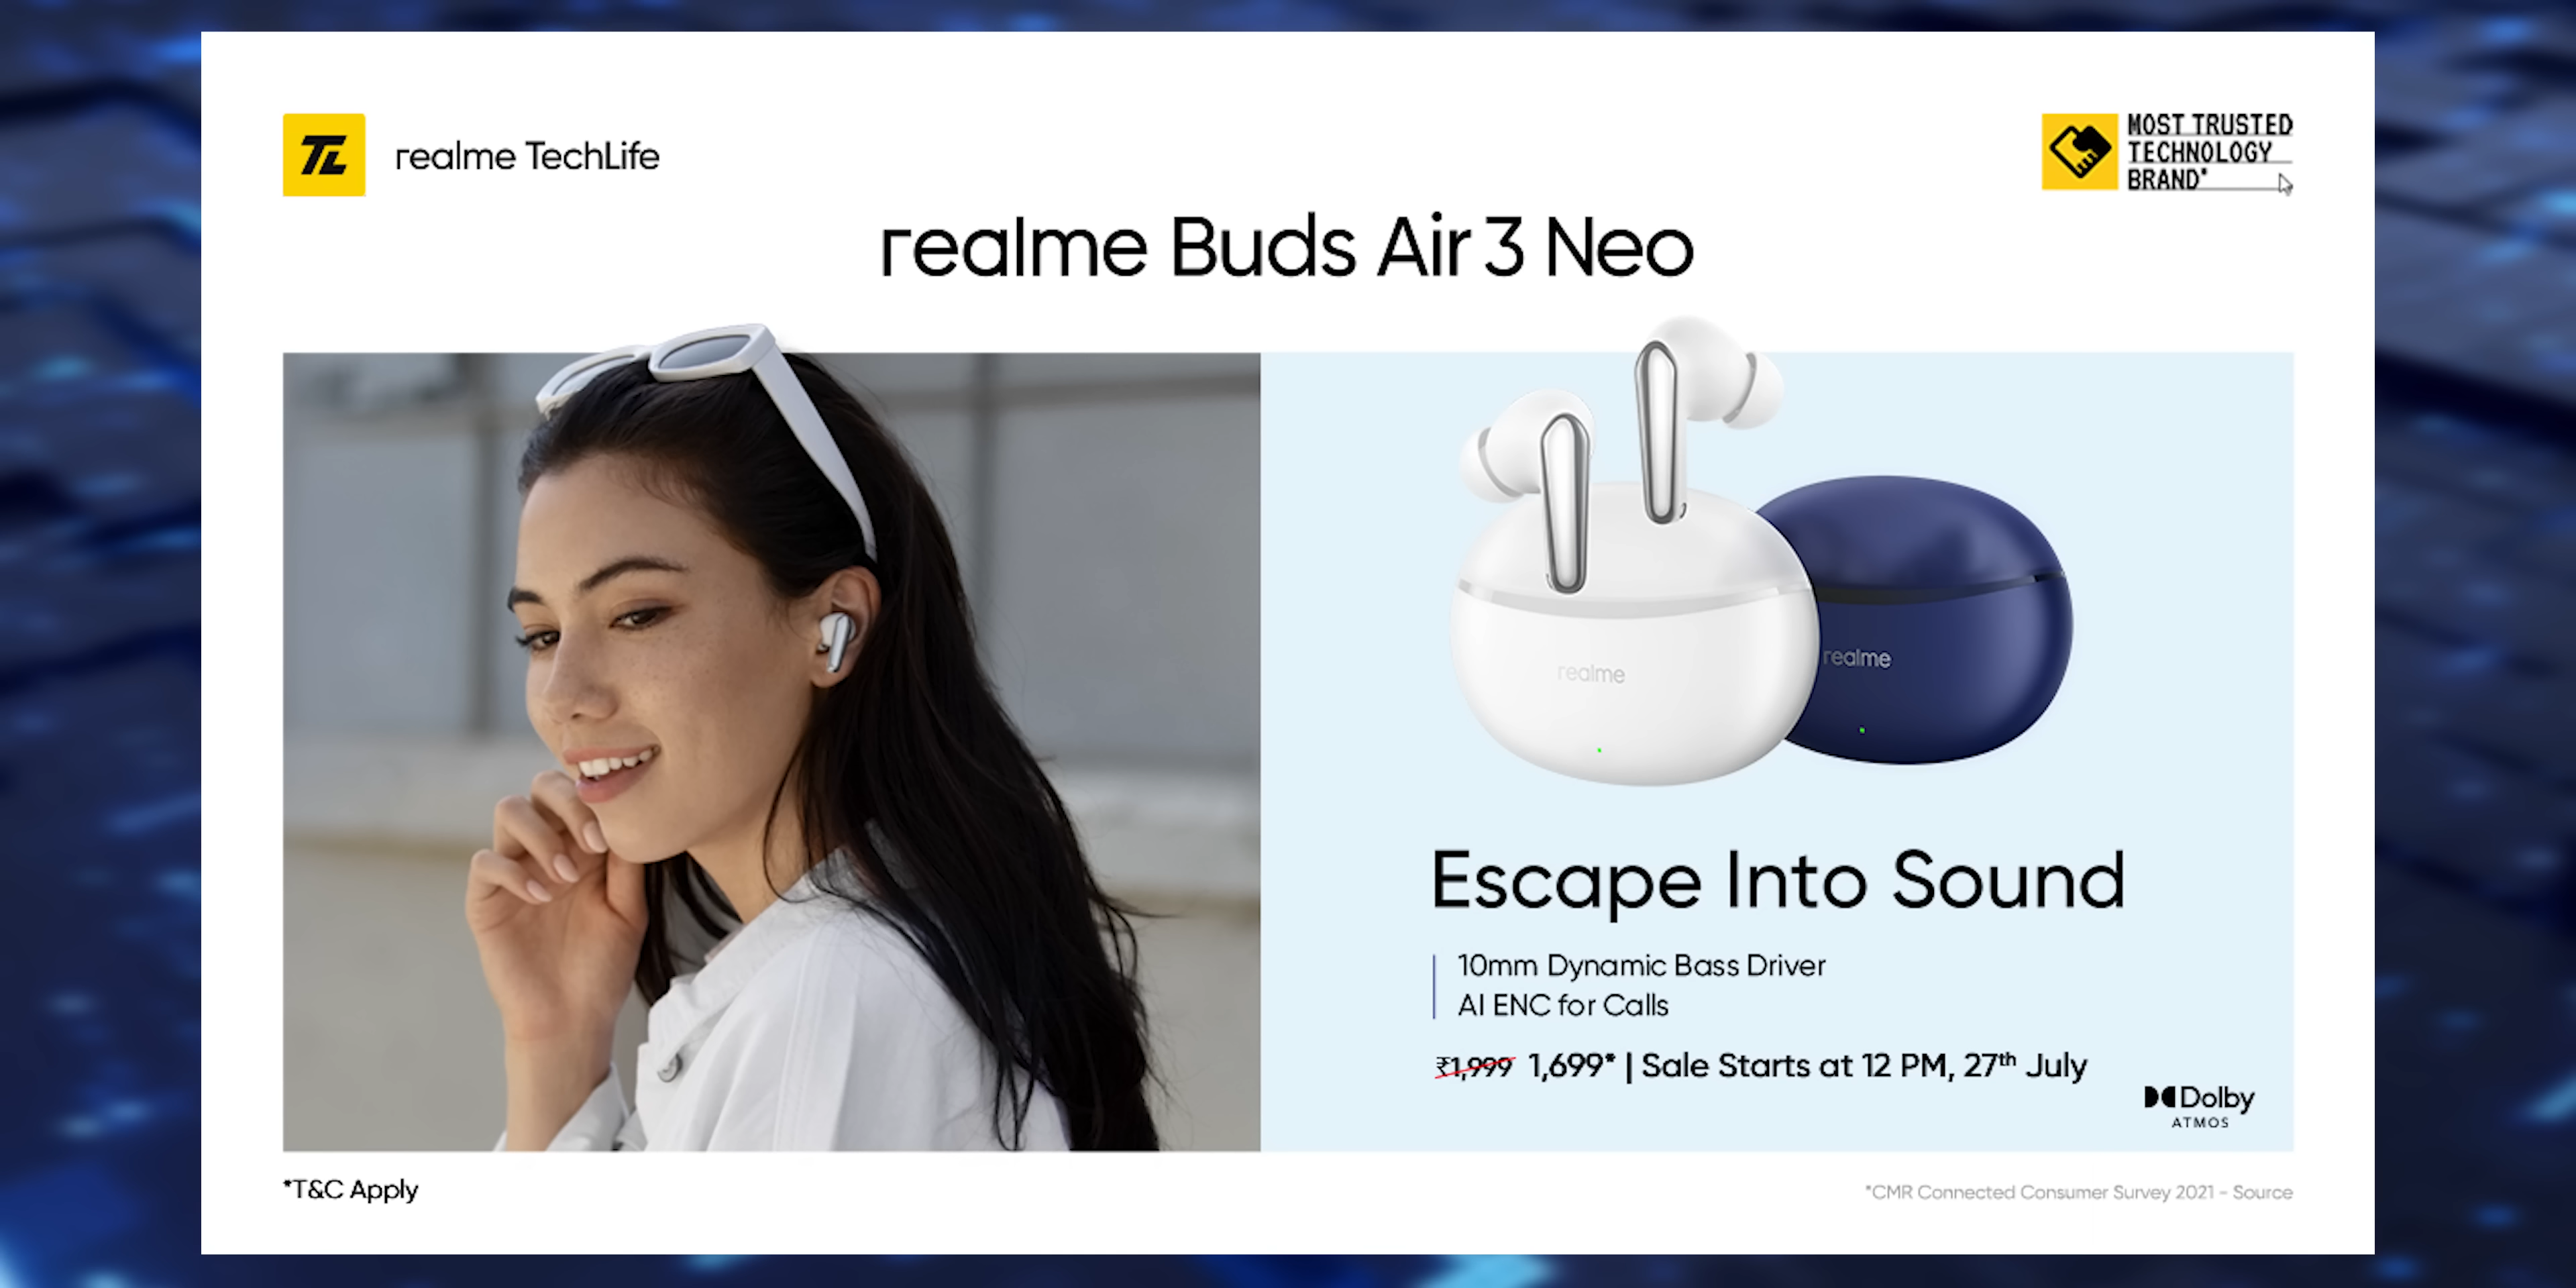 TL
realme TechLife
MOST TRUSTED
TECHNOLOGY
BRAND*
realme Buds Air 3 Neo
realme
realme
Escape Into Sound
10mm Dynamic Bass Driver
AI ENC for Calls
₹1,999 1,699* | Sale Starts at 12 PM, 27th July
Dolby
ATMOS
*T&C Apply
*CMR Connected Consumer Survey 2021 - Source